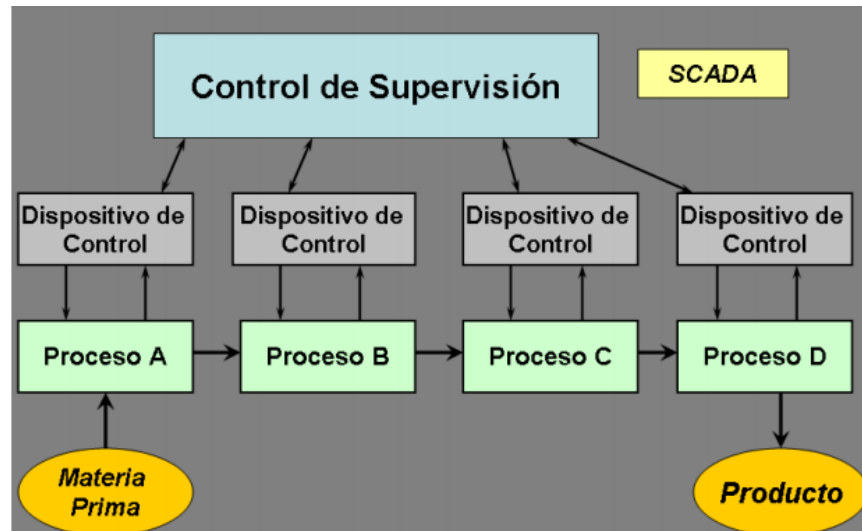 Control de Supervisión
SCADA
Dispositivo de
Control
Dispositivo de
Control
Dispositivo de
Control
Dispositivo de
Control
Proceso A
Proceso B
Proceso C
Proceso D
Materia
Prima
Producto